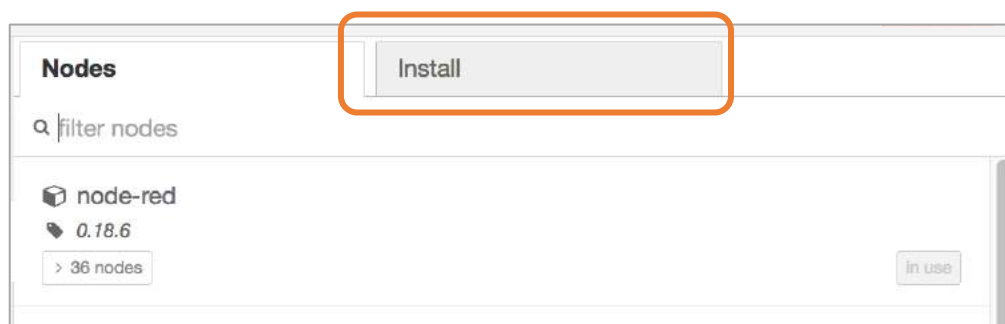 Nodes
Install
filter nodes
node-red
0.18.6
> 36 nodes
in use